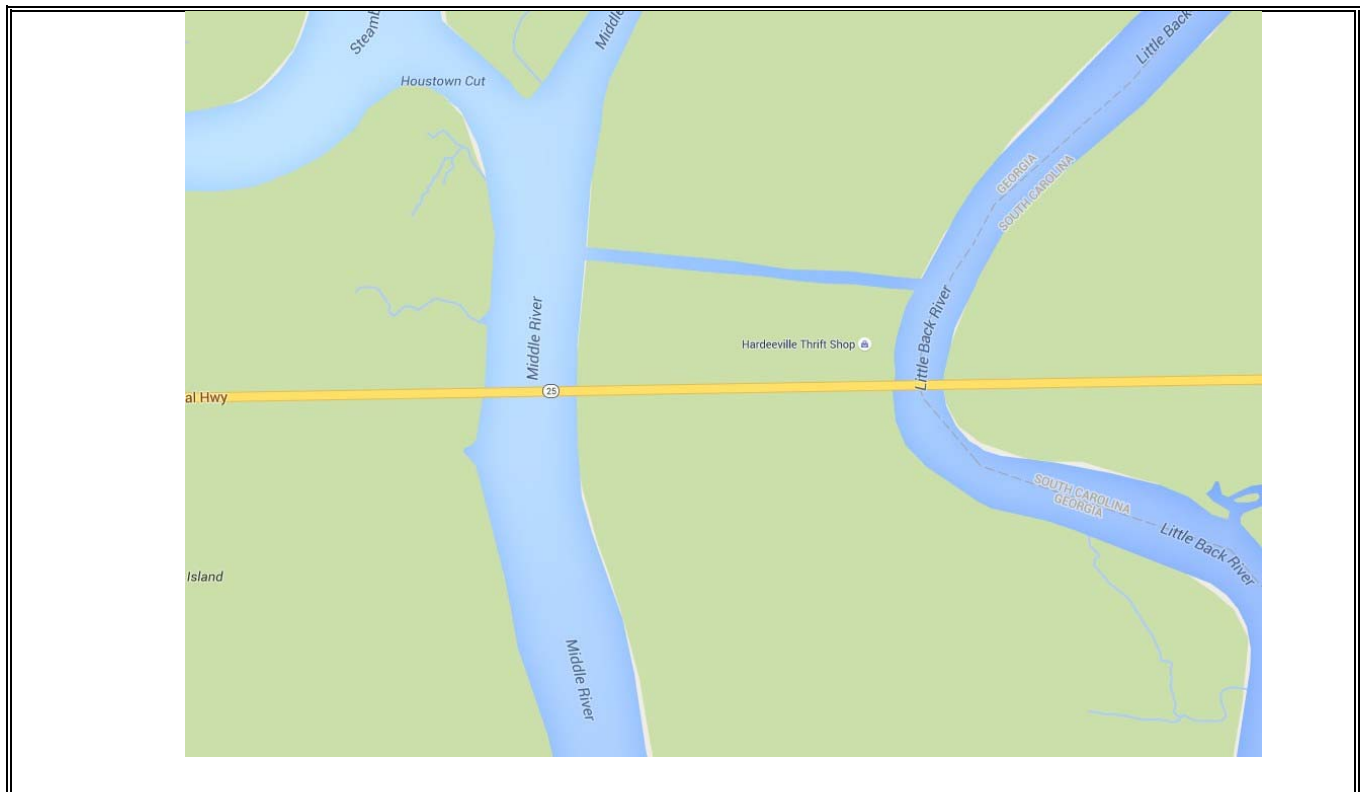 Steamb
Middle
Little Back
Houstown Cut
GEORGIA
SOUTH CAROLINA
Middle River
Little Back River
Hardeeville Thrift Shop
25
al Hwy
SOUTH CAROLINA
GEORGIA
Little Back River
Island
Middle River